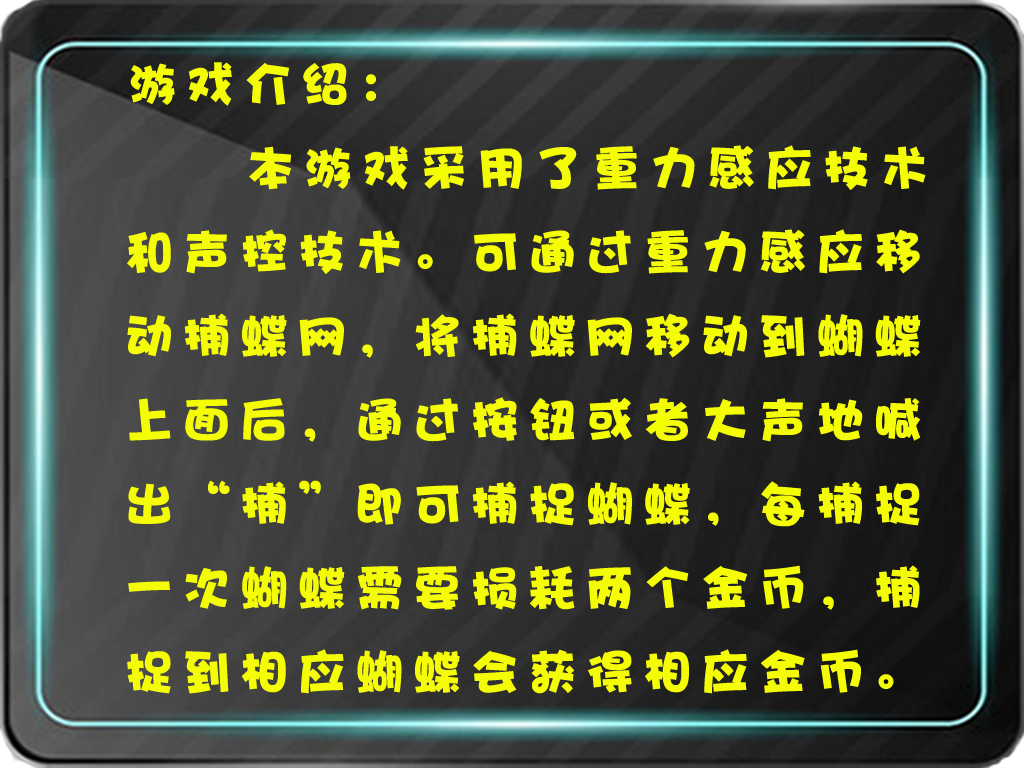 游戏介绍：
本游戏采用了重力感应技术
和声控技术。可通过重力感应移
动捕蝶网，将捕蝶网移动到蝴蝶
上面后，通过按钮或者大声地喊
出“捕”即可捕捉蝴蝶，每捕捉
一次蝴蝶需要损耗两个金币，捕
捉到相应蝴蝶会获得相应金币。